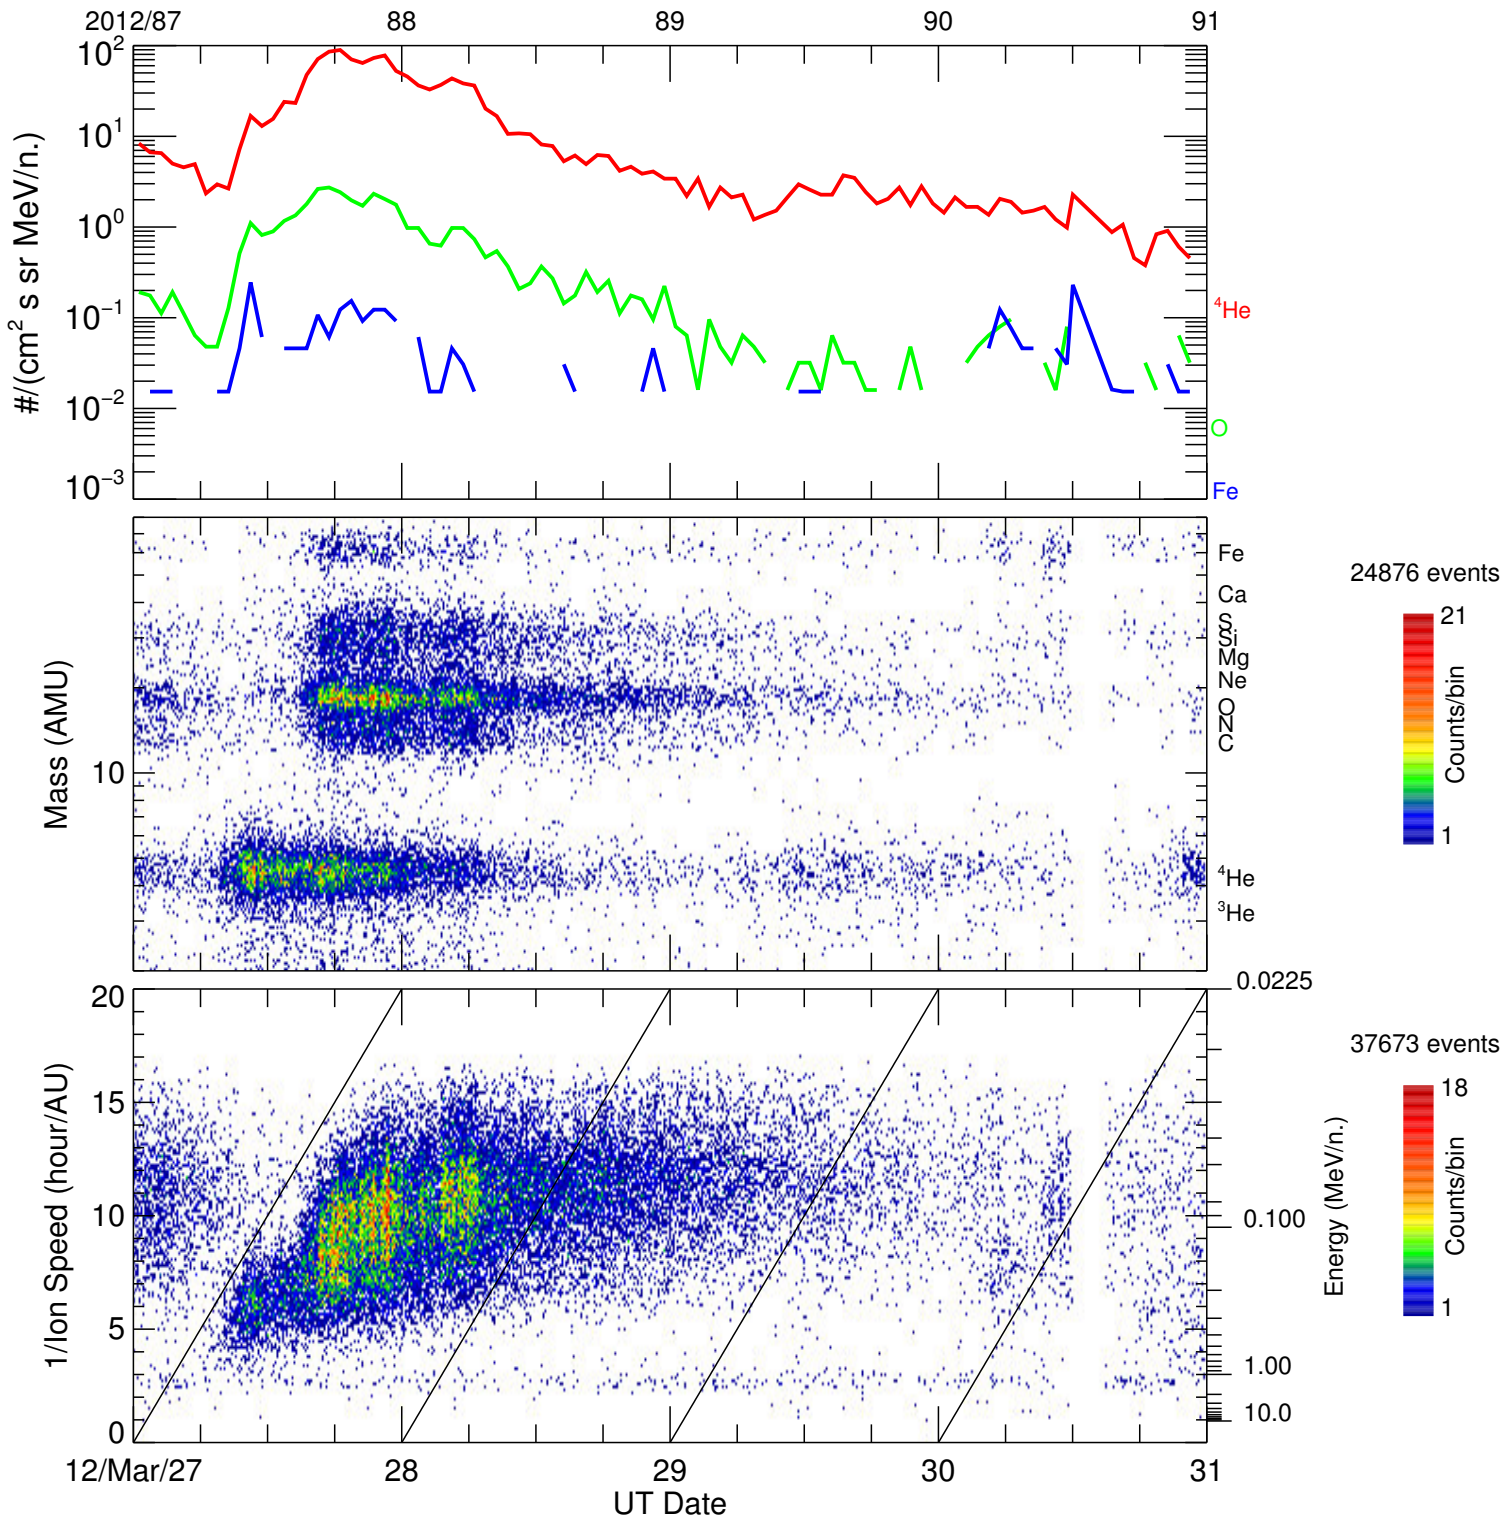 2012/87 88 89 90 91
10²
10¹
10⁰
10⁻¹
10⁻²
10⁻³
#/(cm² s sr MeV/n.)
⁴He
O
Fe
Mass (AMU)
10
Fe
Ca
S
Si
Mg
Ne
O
N
C
⁴He
³He
24876 events
21
Counts/bin
1
1/Ion Speed (hour/AU)
20
15
10
5
0
0.0225
0.100
1.00
10.0
Energy (MeV/n.)
37673 events
18
Counts/bin
1
12/Mar/27 28 29 30 31
UT Date